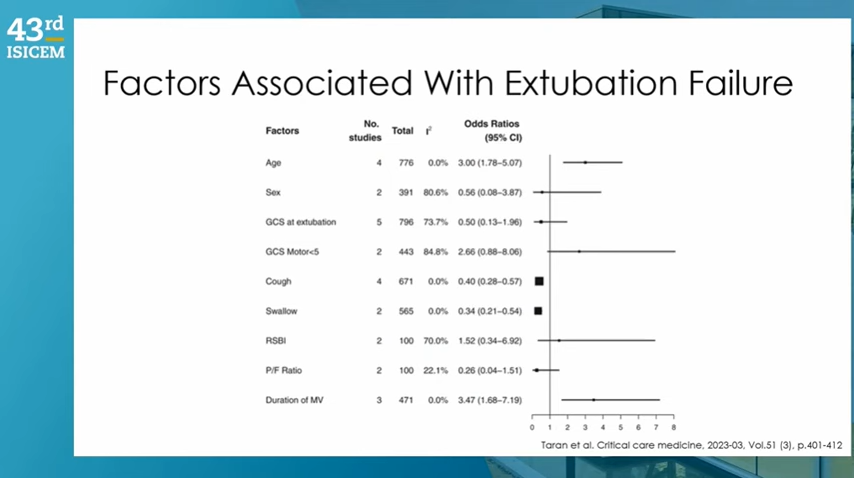 43rd
ISICEM
Factors Associated With Extubation Failure
Factors No. studies Total I² Odds Ratios (95% CI)
Age 4 776 0.0% 3.00 (1.78–5.07)
Sex 2 391 80.6% 0.56 (0.08–3.87)
GCS at extubation 5 796 73.7% 0.50 (0.13–1.96)
GCS Motor<5 2 443 84.8% 2.66 (0.88–8.06)
Cough 4 671 0.0% 0.40 (0.28–0.57)
Swallow 2 565 0.0% 0.34 (0.21–0.54)
RSBI 2 100 70.0% 1.52 (0.34–6.92)
P/F Ratio 2 100 22.1% 0.26 (0.04–1.51)
Duration of MV 3 471 0.0% 3.47 (1.68–7.19)
0 1 2 3 4 5 6 7 8
Taran et al. Critical care medicine, 2023-03, Vol.51 (3), p.401-412